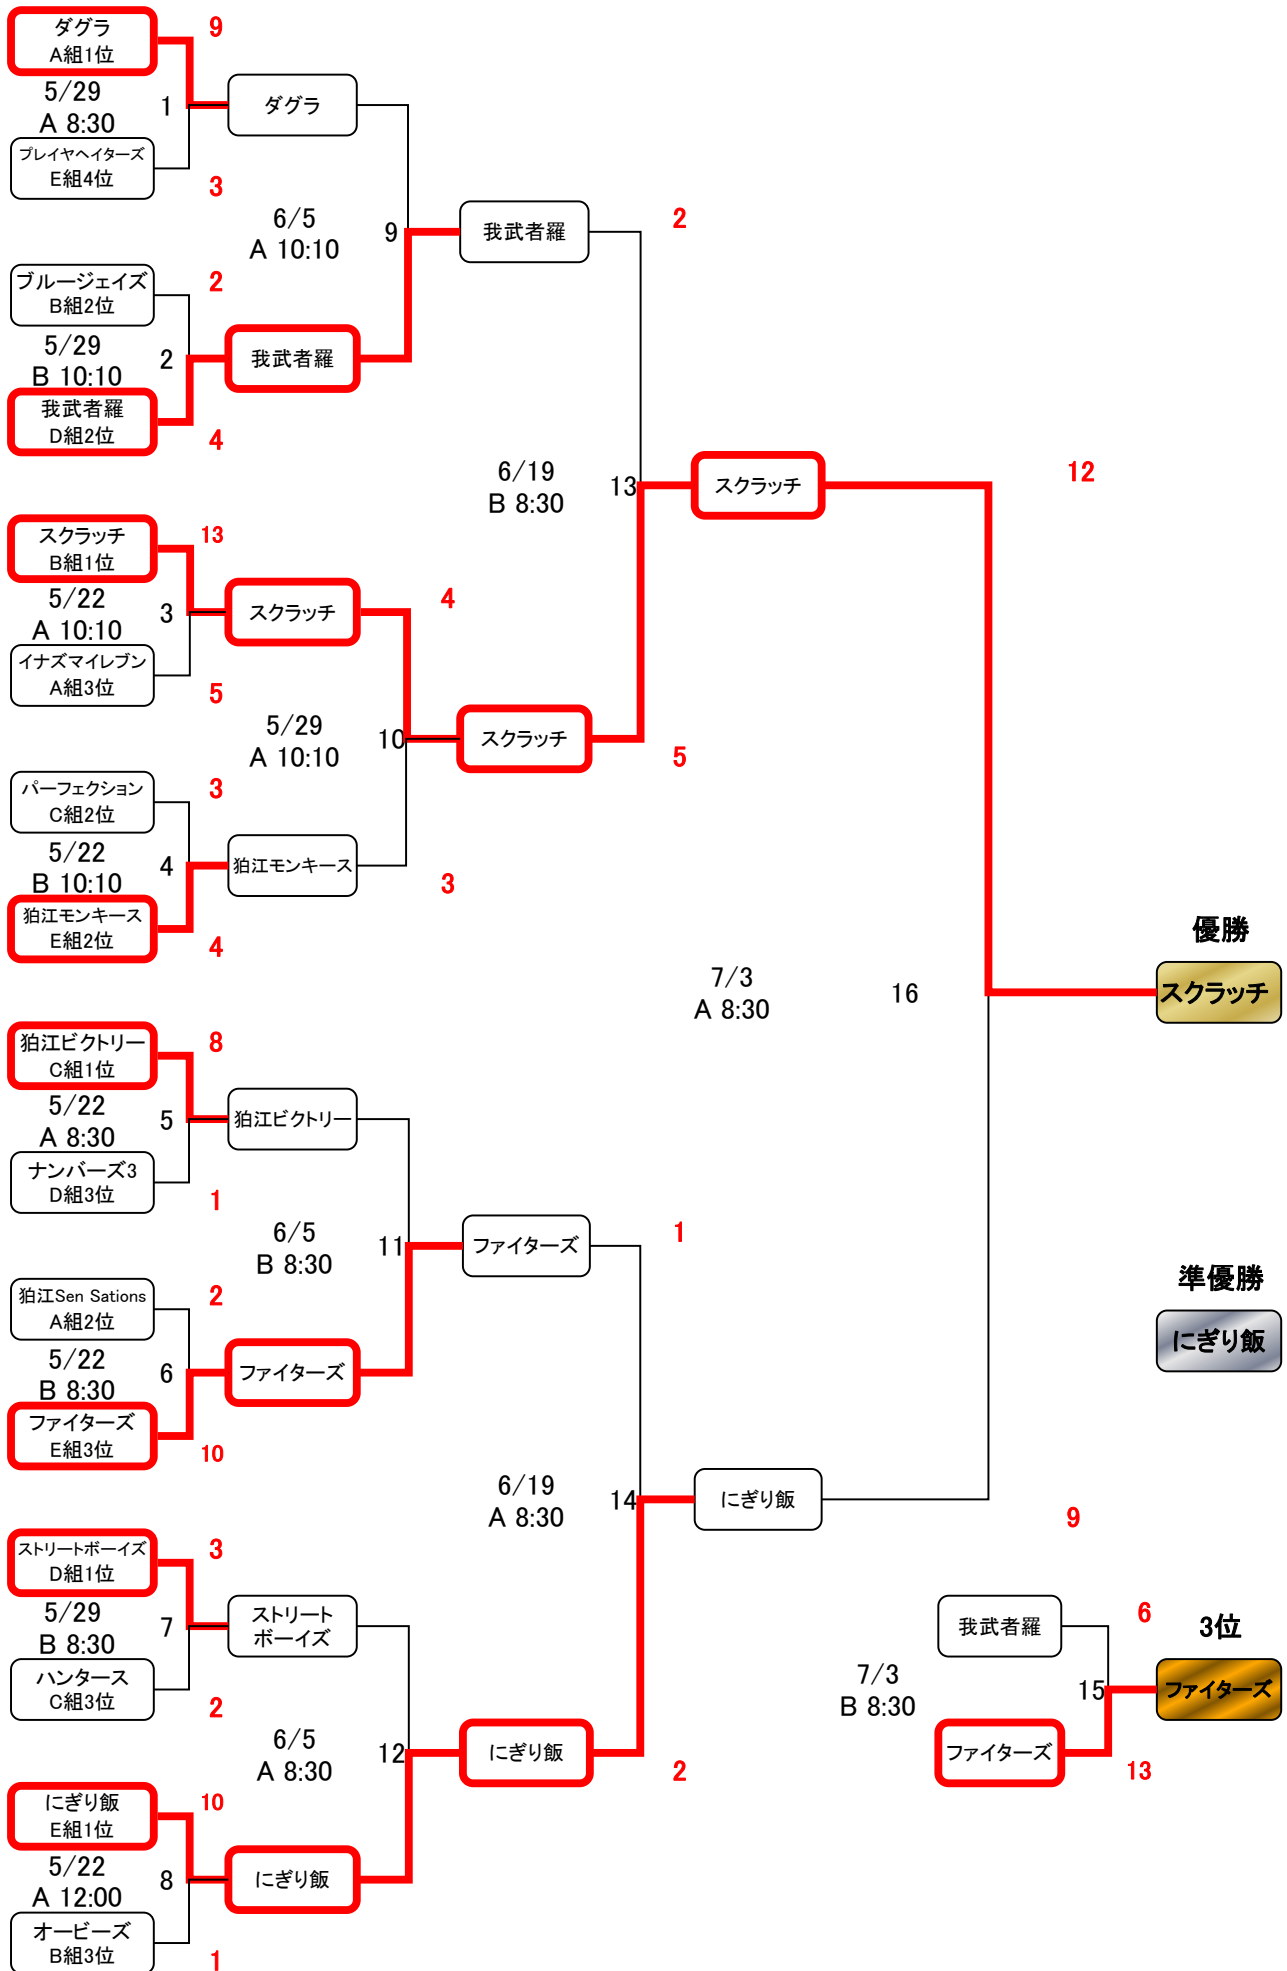 ダグラ
A組1位
9
5/29
A 8:30
1
ダグラ
プレイヤヘイターズ
E組4位
3
6/5
A 10:10
9
我武者羅
2
ブルージェイズ
B組2位
2
5/29
B 10:10
2
我武者羅
我武者羅
D組2位
4
6/19
B 8:30
13
スクラッチ
12
スクラッチ
B組1位
13
5/22
A 10:10
3
スクラッチ
4
イナズマイレブン
A組3位
5
5/29
A 10:10
10
スクラッチ
5
パーフェクション
C組2位
3
5/22
B 10:10
4
狛江モンキース
3
狛江モンキース
E組2位
4
7/3
A 8:30
16
優勝
スクラッチ
狛江ビクトリー
C組1位
8
5/22
A 8:30
5
狛江ビクトリー
ナンバーズ3
D組3位
1
6/5
B 8:30
11
ファイターズ
1
狛江Sen Sations
A組2位
2
5/22
B 8:30
6
ファイターズ
ファイターズ
E組3位
10
準優勝
にぎり飯
6/19
A 8:30
14
にぎり飯
9
ストリートボーイズ
D組1位
3
5/29
B 8:30
7
ストリート
ボーイズ
ハンタース
C組3位
2
6/5
A 8:30
12
にぎり飯
2
にぎり飯
E組1位
10
5/22
A 12:00
8
にぎり飯
オービーズ
B組3位
1
我武者羅
6
3位
7/3
B 8:30
15
ファイターズ
ファイターズ
13